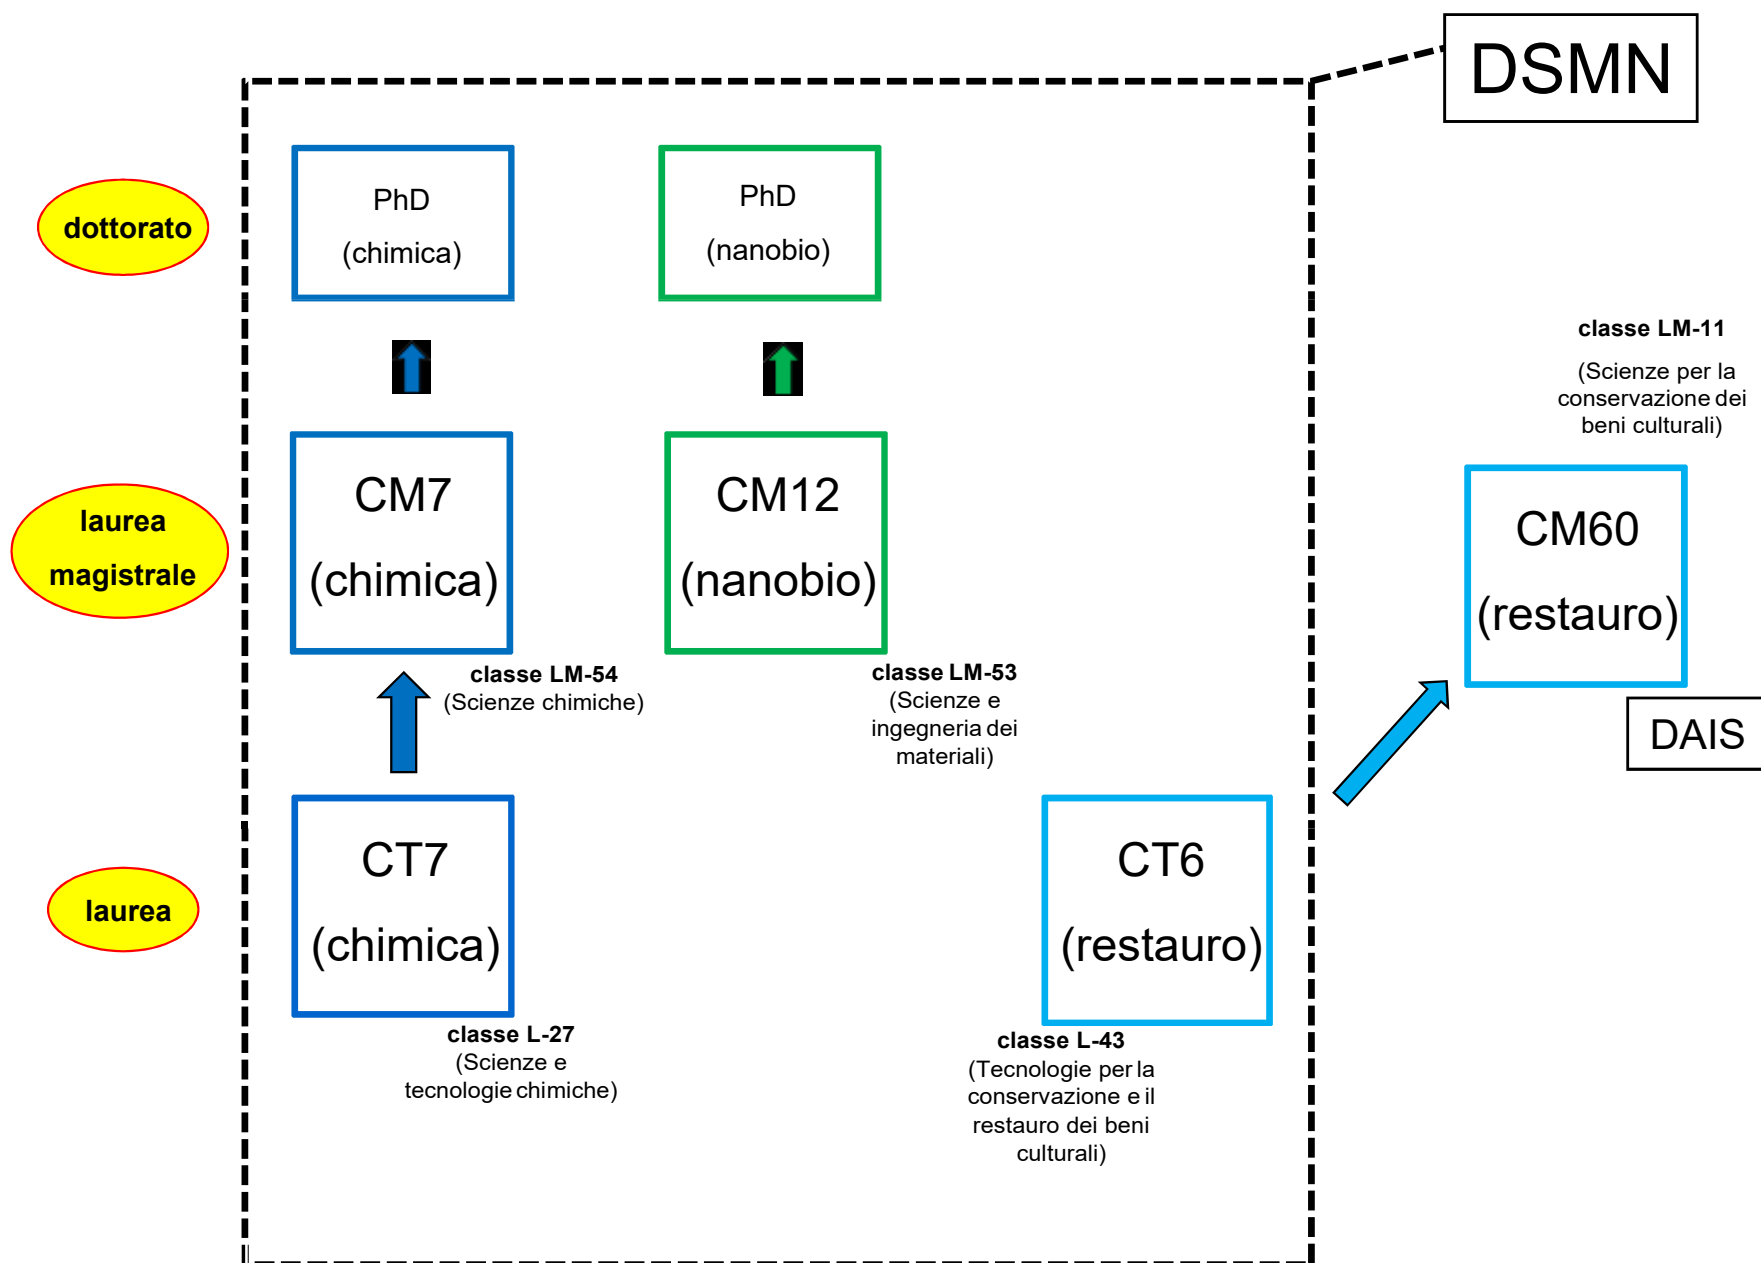 DSMN
dottorato
PhD
(chimica)
PhD
(nanobio)
classe LM-11
(Scienze per la
conservazione dei
beni culturali)
laurea
magistrale
CM7
(chimica)
CM12
(nanobio)
CM60
(restauro)
classe LM-54
(Scienze chimiche)
classe LM-53
(Scienze e
ingegneria dei
materiali)
DAIS
laurea
CT7
(chimica)
CT6
(restauro)
classe L-27
(Scienze e
tecnologie chimiche)
classe L-43
(Tecnologie per la
conservazione e il
restauro dei beni
culturali)